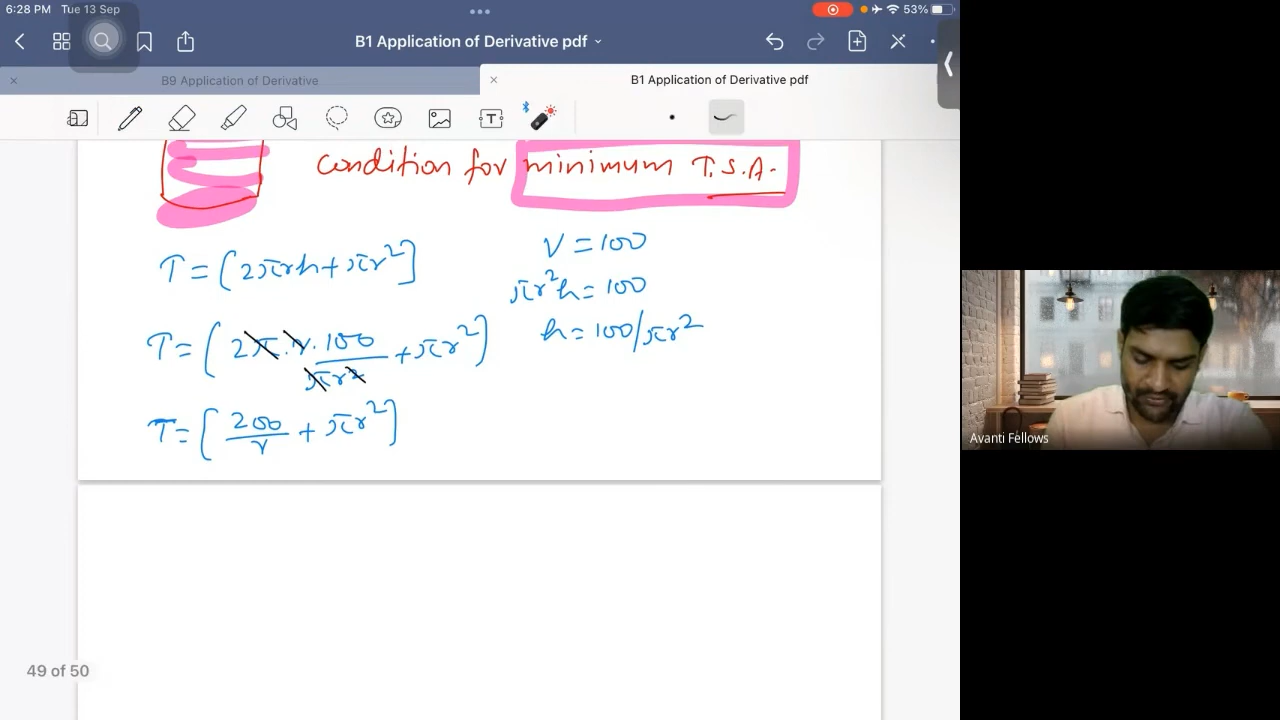 6:28 PM Tue 13 Sep
53%
B1 Application of Derivative pdf
B9 Application of Derivative
B1 Application of Derivative pdf
condition for minimum T.S.A.
T = (2πrh + πr²)
V = 100
πr²h = 100
h = 100/πr²
T = (2π.r.100/πr² + πr²)
T = (200/r + πr²)
49 of 50
Avanti Fellows